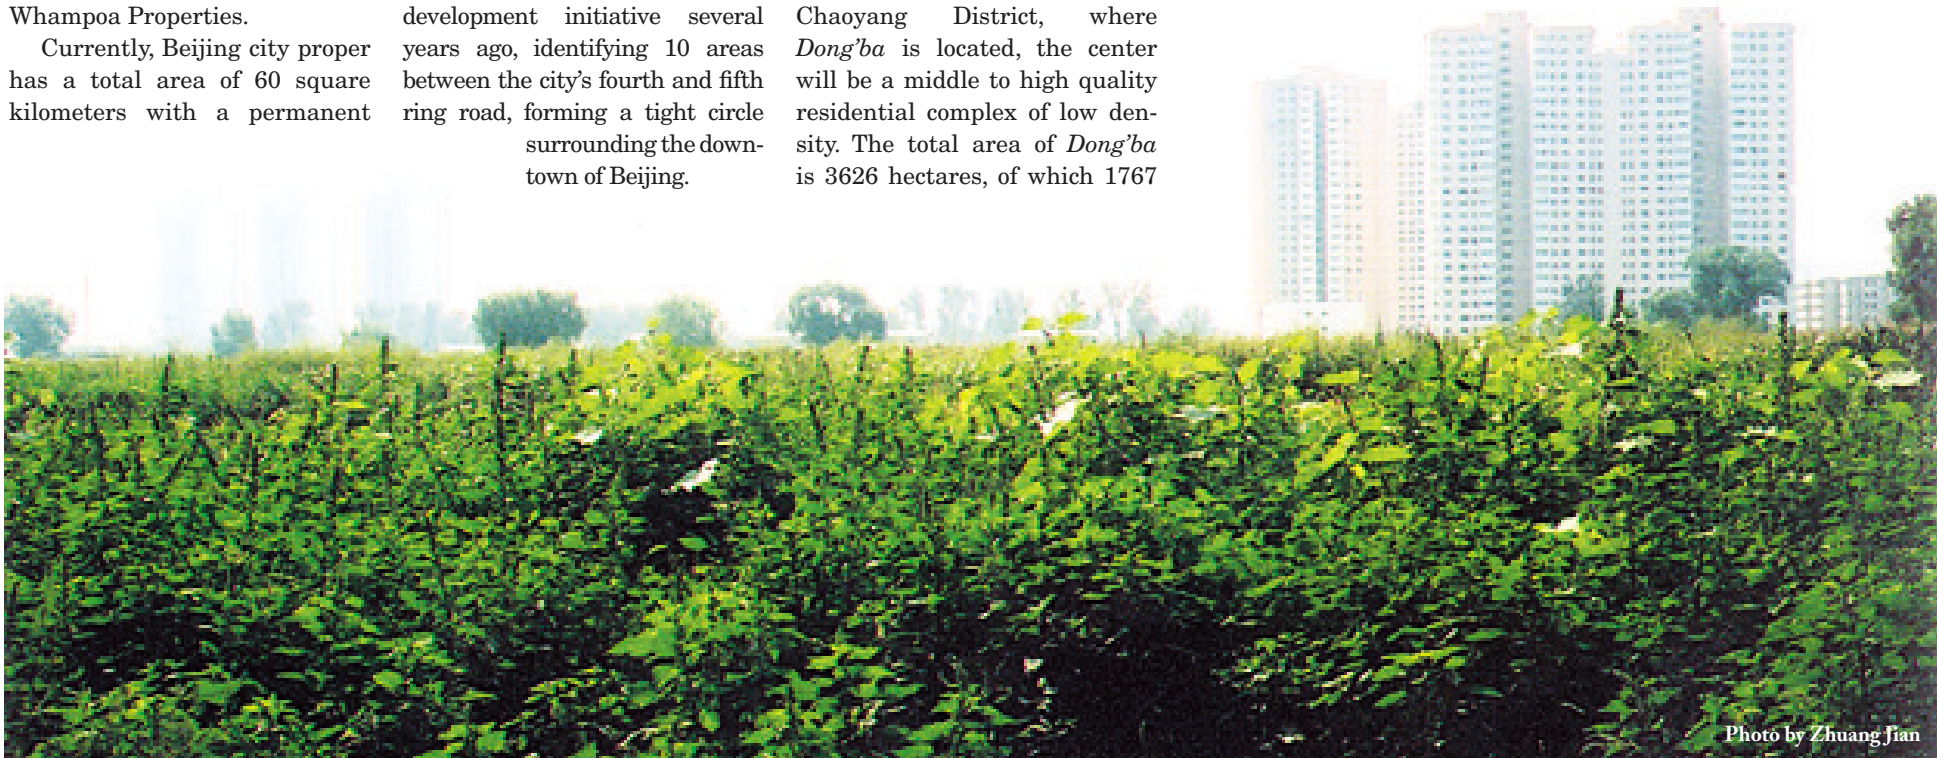 Whampoa Properties.
Currently, Beijing city proper
has a total area of 60 square
kilometers with a permanent
development initiative several
years ago, identifying 10 areas
between the city’s fourth and fifth
ring road, forming a tight circle
surrounding the down-
town of Beijing.
Chaoyang District, where
Dong’ba is located, the center
will be a middle to high quality
residential complex of low den-
sity. The total area of Dong’ba
is 3626 hectares, of which 1767
Photo by Zhuang Jian